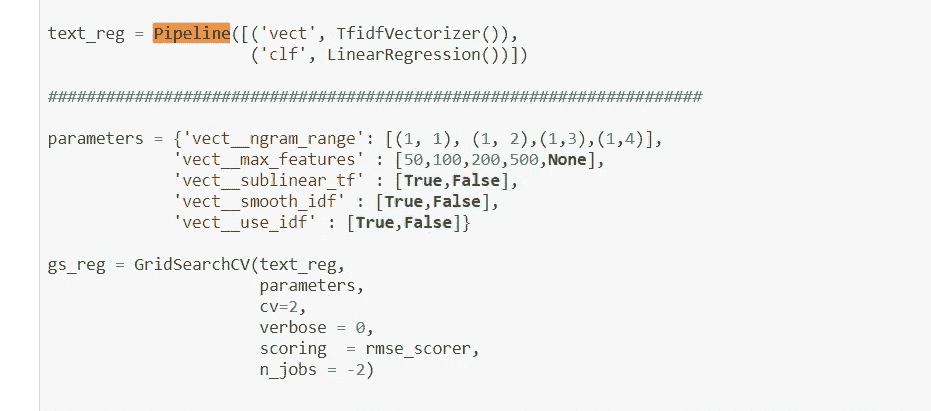 text_reg = Pipeline([('vect', TfidfVectorizer()),
                     ('clf', LinearRegression())])
####################################################################
parameters = {'vect__ngram_range': [(1, 1), (1, 2),(1,3),(1,4)],
             'vect__max_features' : [50,100,200,500,None],
             'vect__sublinear_tf' : [True,False],
             'vect__smooth_idf' : [True,False],
             'vect__use_idf' : [True,False]}
gs_reg = GridSearchCV(text_reg,
                      parameters,
                      cv=2,
                      verbose = 0,
                      scoring  = rmse_scorer,
                      n_jobs = -2)